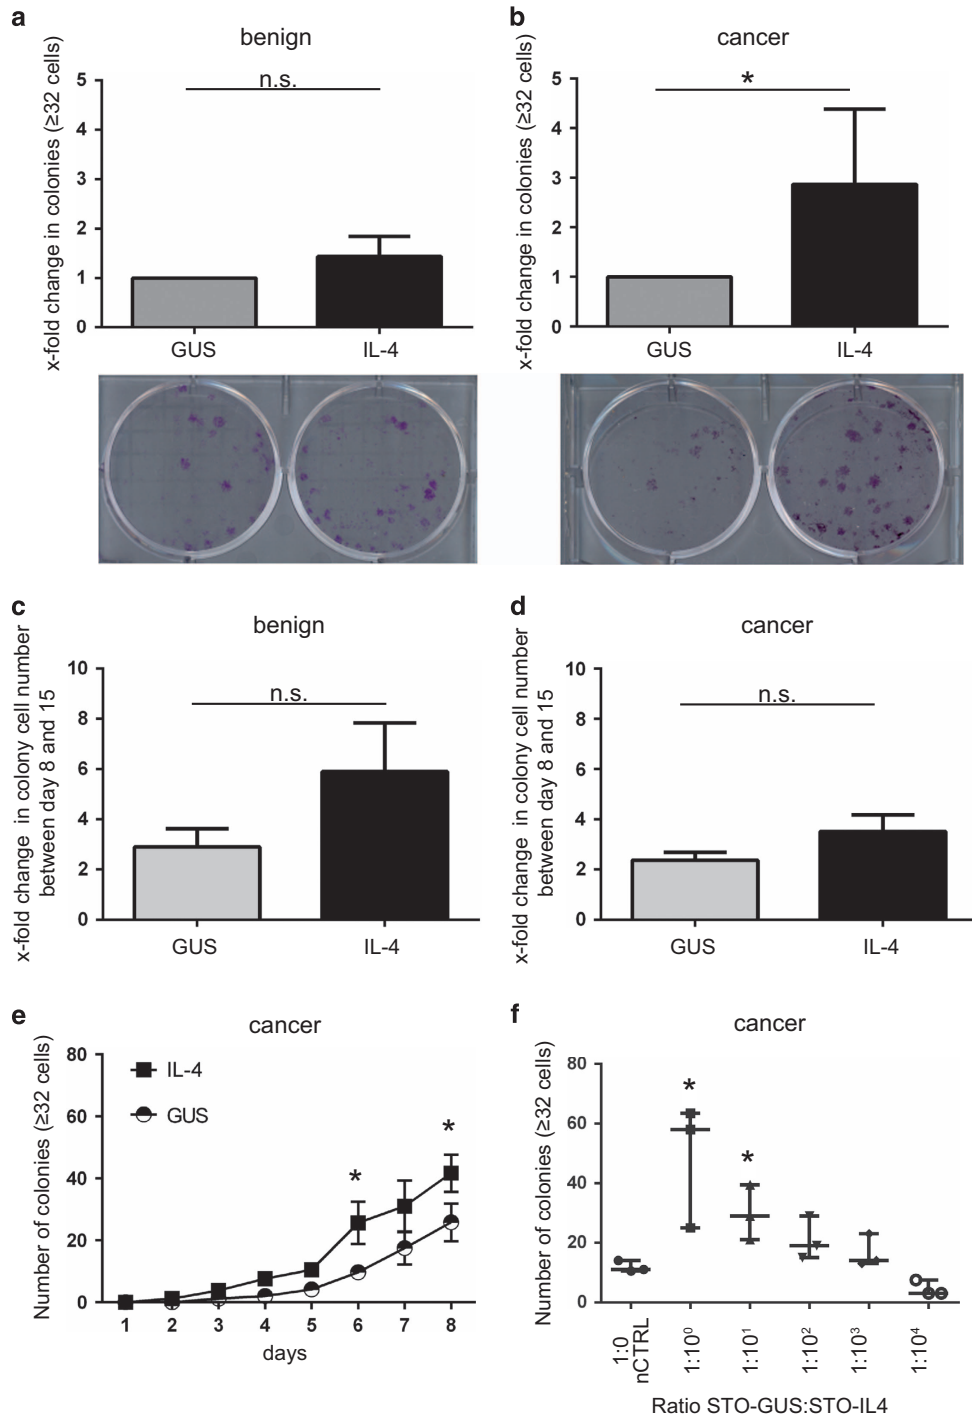 a
benign
x-fold change in colonies (≥32 cells)
5
4
3
2
1
0
n.s.
GUS
IL-4
b
cancer
x-fold change in colonies (≥32 cells)
5
4
3
2
1
0
*
GUS
IL-4
c
benign
x-fold change in colony cell number
between day 8 and 15
10
8
6
4
2
0
n.s.
GUS
IL-4
d
cancer
x-fold change in colony cell number
between day 8 and 15
10
8
6
4
2
0
n.s.
GUS
IL-4
e
cancer
Number of colonies (≥32 cells)
80
60
40
20
0
IL-4
GUS
*
*
1 2 3 4 5 6 7 8
days
f
cancer
Number of colonies (≥32 cells)
80
60
40
20
0
*
*
1:0
nCTRL
1:10⁰
1:10¹
1:10²
1:10³
1:10⁴
Ratio STO-GUS:STO-IL4